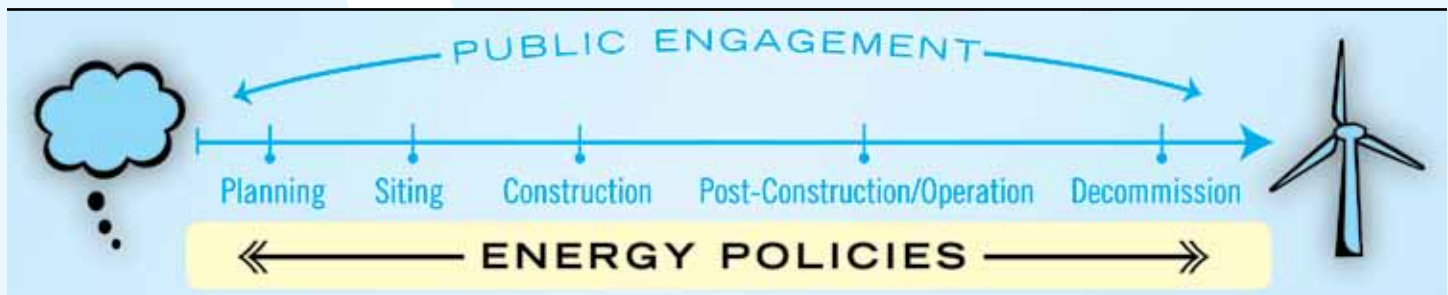 PUBLIC ENGAGEMENT
Planning Siting Construction Post-Construction/Operation Decommission
ENERGY POLICIES